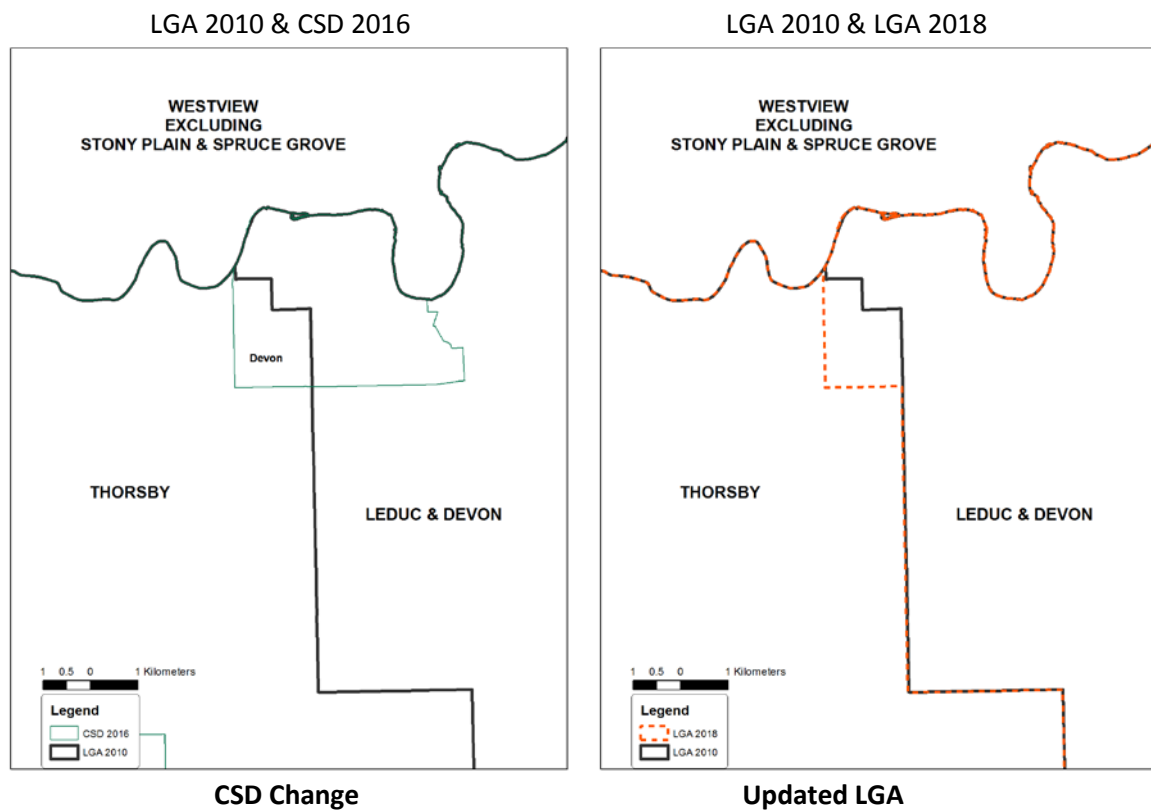 LGA 2010 & CSD 2016
WESTVIEW
EXCLUDING
STONY PLAIN & SPRUCE GROVE
Devon
THORSBY
LEDUC & DEVON
1 0.5 0 1 Kilometers
Legend
CSD 2016
LGA 2010
CSD Change
LGA 2010 & LGA 2018
WESTVIEW
EXCLUDING
STONY PLAIN & SPRUCE GROVE
THORSBY
LEDUC & DEVON
1 0.5 0 1 Kilometers
Legend
LGA 2018
LGA 2010
Updated LGA